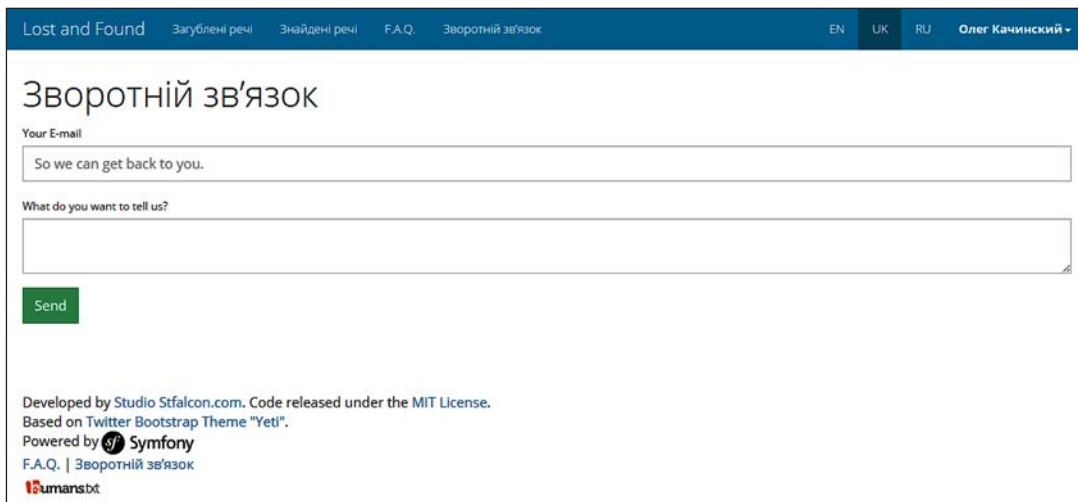 Lost and Found Загублені речі Знайдені речі F.A.Q. Зворотній зв'язок EN UK RU Олег Качинский
Зворотній зв'язок
Your E-mail
So we can get back to you.
What do you want to tell us?
Send
Developed by Studio Stfalcon.com. Code released under the MIT License.
Based on Twitter Bootstrap Theme "Yeti".
Powered by sf Symfony
F.A.Q. | Зворотній зв'язок
humans.txt